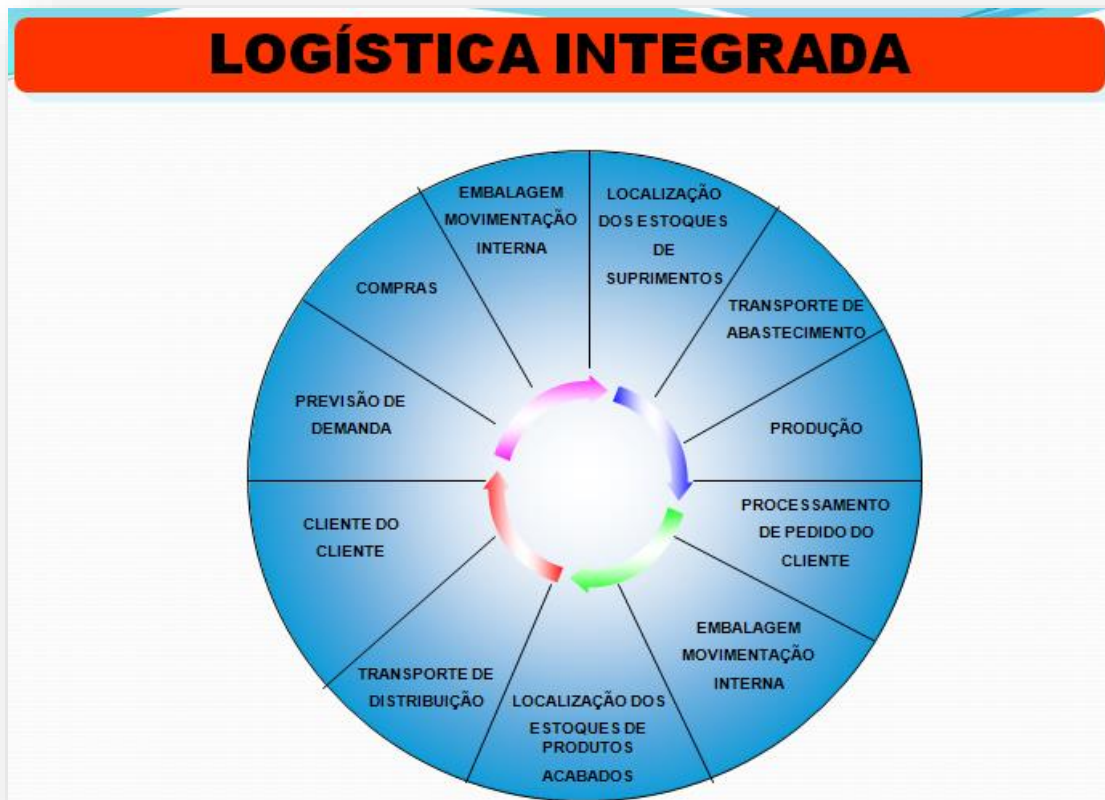 LOGÍSTICA INTEGRADA
EMBALAGEM
MOVIMENTAÇÃO
INTERNA
LOCALIZAÇÃO
DOS ESTOQUES
DE
SUPRIMENTOS
TRANSPORTE DE
ABASTECIMENTO
PRODUÇÃO
PROCESSAMENTO
DE PEDIDO DO
CLIENTE
EMBALAGEM
MOVIMENTAÇÃO
INTERNA
LOCALIZAÇÃO DOS
ESTOQUES DE
PRODUTOS
ACABADOS
TRANSPORTE DE
DISTRIBUIÇÃO
CLIENTE DO
CLIENTE
PREVISÃO DE
DEMANDA
COMPRAS